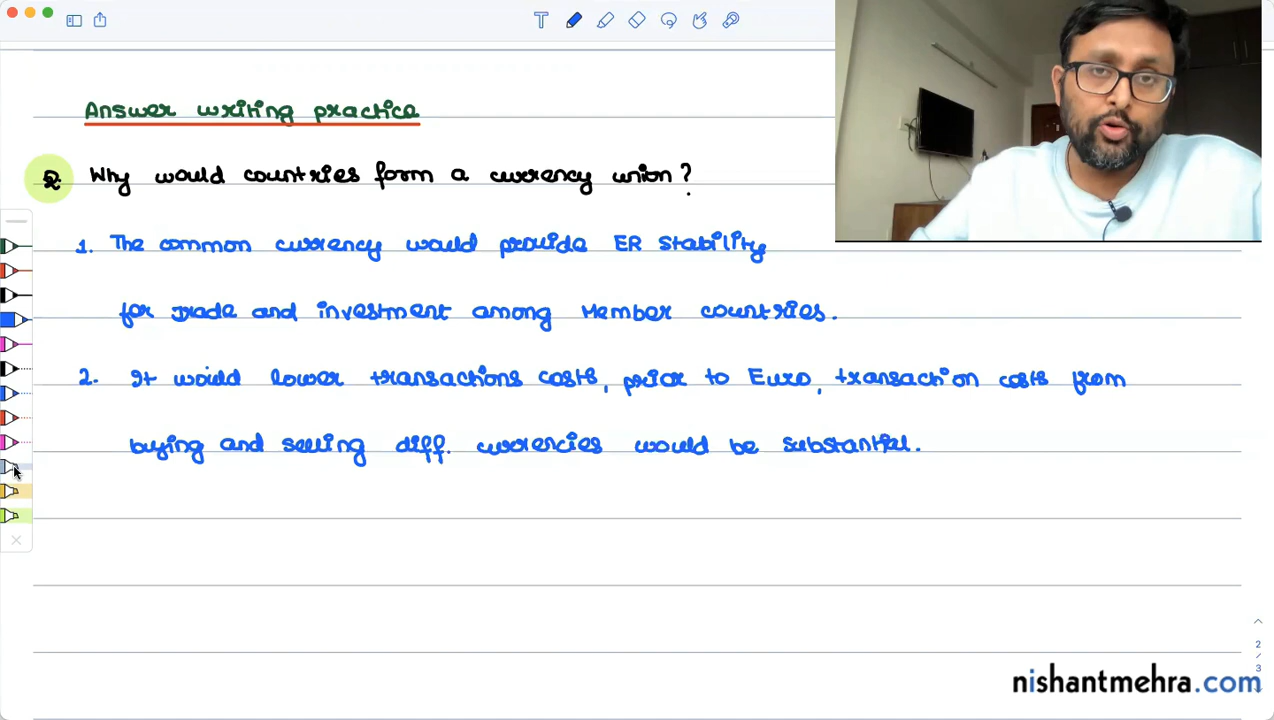 Answer writing practice
Q. Why would countries form a currency union?
1. The common currency would provide ER stability
for trade and investment among member countries.
2. It would lower transactions costs, prior to Euro, transaction costs from
buying and selling diff. currencies would be substantial.
2
/
3
nishantmehra.com